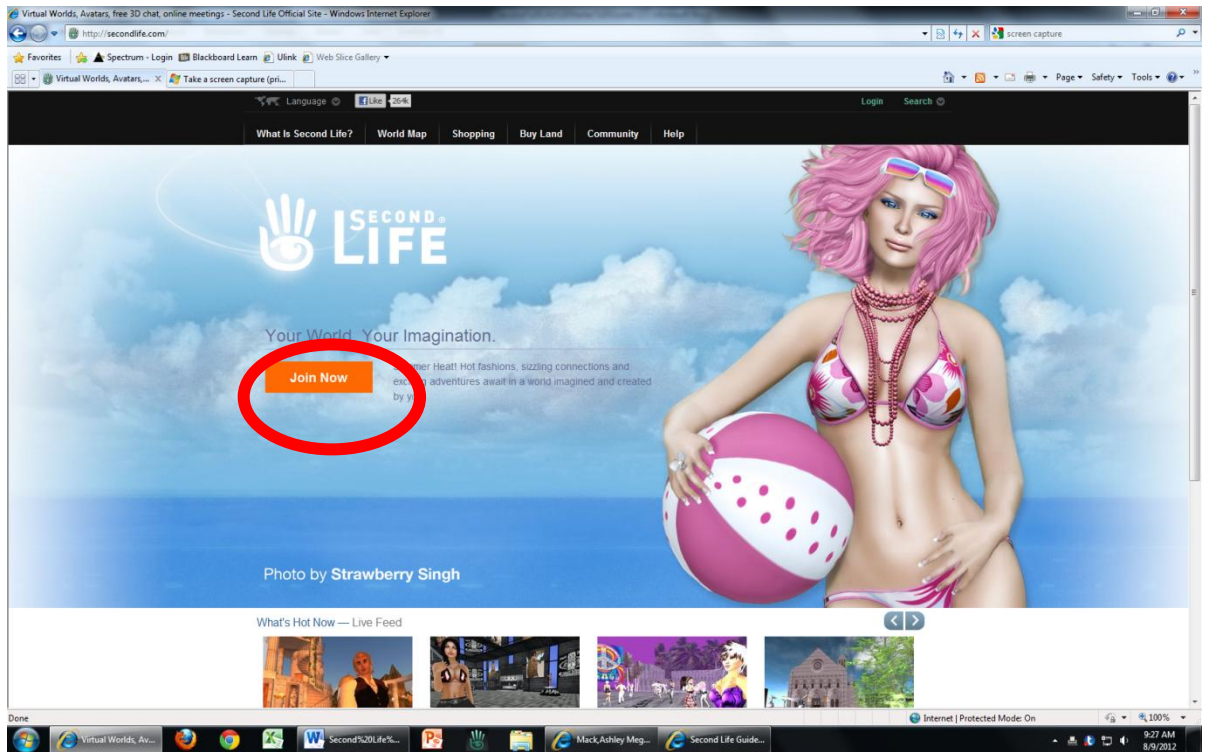 Virtual Worlds, Avatars, free 3D chat, online meetings - Second Life Official Site - Windows Internet Explorer
http://secondlife.com/
screen capture
Favorites Spectrum - Login Blackboard Learn Ulink Web Slice Gallery
Virtual Worlds, Avatars,... Take a screen capture (pri...
Page Safety Tools
Language Like 264k Login Search
What Is Second Life? World Map Shopping Buy Land Community Help
SECOND
LIFE
Your World. Your Imagination.
Join Now
Heat! Hot fashions, sizzling connections and
adventures await in a world imagined and created
by
Photo by Strawberry Singh
What's Hot Now — Live Feed
Done Internet | Protected Mode: On 100%
Virtual Worlds, Av... Second%20Life%... Mack,Ashley Meg... Second Life Guide... 9:27 AM
8/9/2012